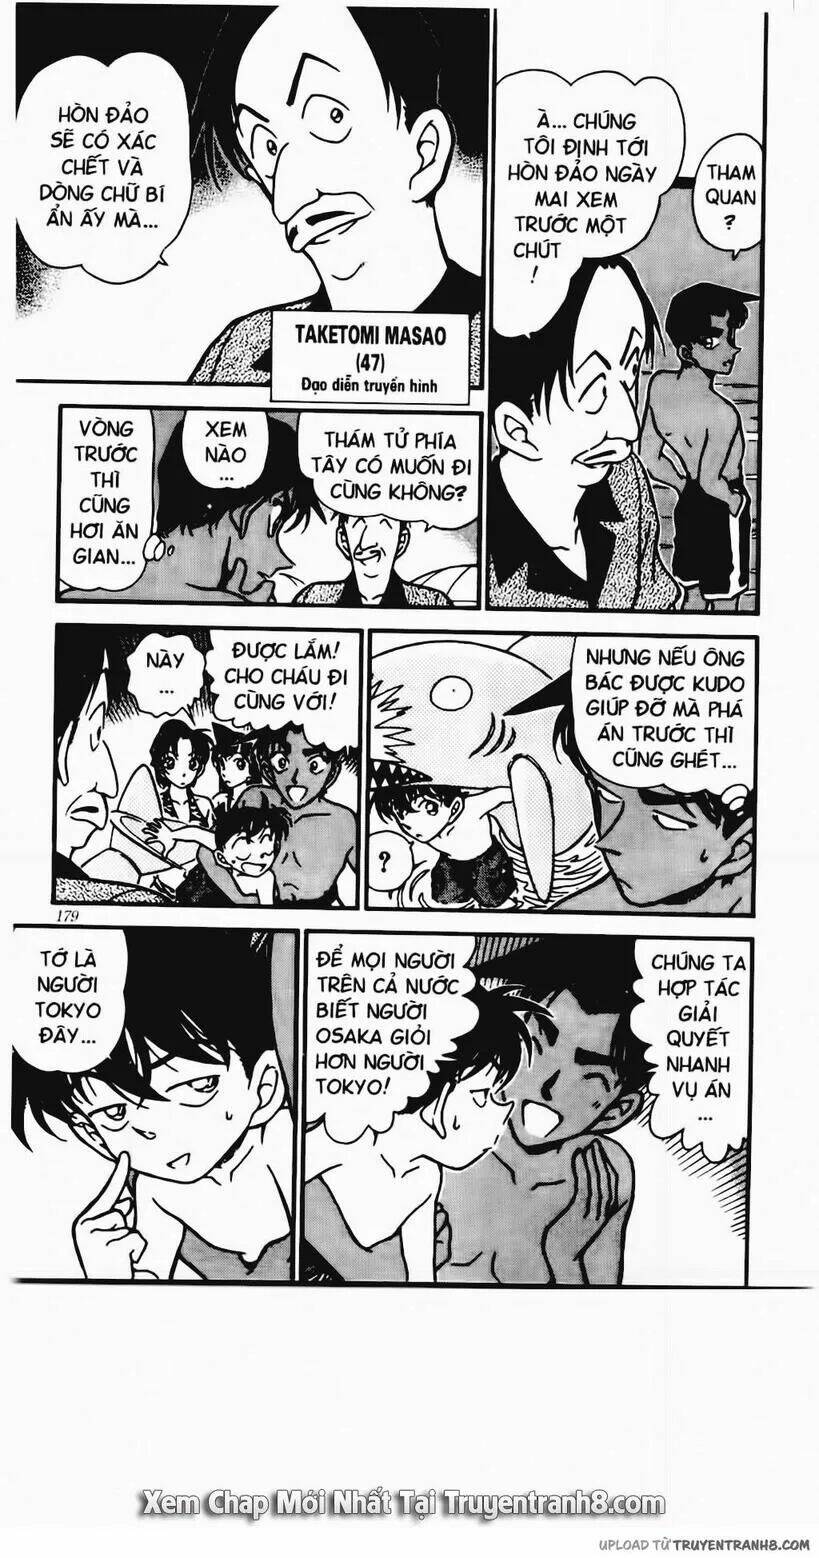 THAM
QUAN
?
À... CHÚNG
TÔI ĐỊNH TỚI
HÒN ĐẢO NGÀY
MAI XEM
TRƯỚC MỘT
CHÚT
!
HÒN ĐẢO
SẼ CÓ XÁC
CHẾT VÀ
DÒNG CHỮ BÍ
ẨN ẤY MÀ...
TAKETOMI MASAO
(47)
Đạo diễn truyền hình
THÁM TỬ PHÍA
TÂY CÓ MUỐN ĐI
CÙNG KHÔNG?
XEM
NÀO
...
VÒNG
TRƯỚC
THÌ
CŨNG
HƠI ĂN
GIAN...
NHƯNG NẾU ÔNG
BÁC ĐƯỢC KUDO
GIÚP ĐỠ MÀ PHÁ
ÁN TRƯỚC THÌ
CŨNG GHÉT...
?
ĐƯỢC LẮM!
CHO CHÁU ĐI
CÙNG VỚI!
NÀY
...
179
CHÚNG TA
HỢP TÁC
GIẢI
QUYẾT
NHANH
VỤ ÁN
...
ĐỂ MỌI NGƯỜI
TRÊN CẢ NƯỚC
BIẾT NGƯỜI
OSAKA GIỎI
HƠN NGƯỜI
TOKYO!
TỚ LÀ
NGƯỜI
TOKYO
ĐÂY...
Xem Chap Mới Nhất Tại Truyentranh8.com
UPLOAD TỪ TRUYENTRANH8.COM